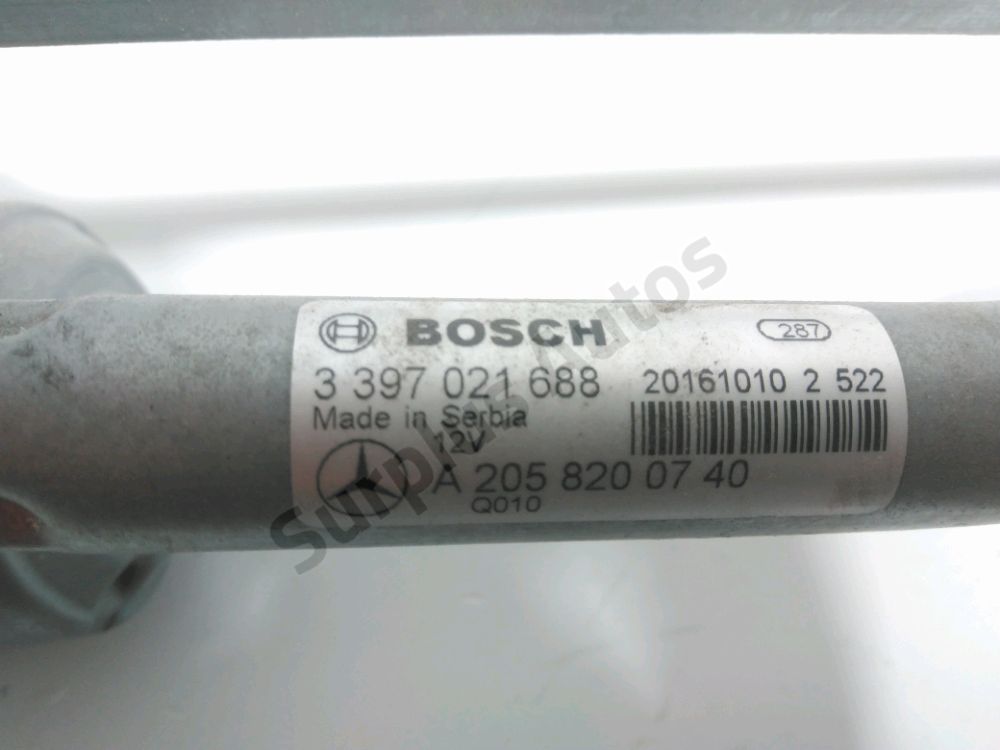 BOSCH
287
3 397 021 688
20161010 2 522
Made in Serbia
12V
A 205 820 07 40
Q010
Surplus Autos